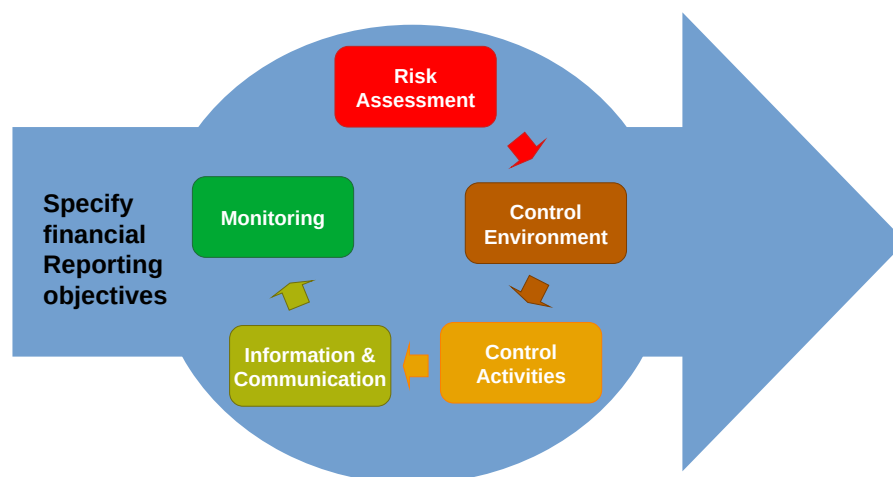 Risk
Assessment
Specify
financial
Reporting
objectives
Monitoring
Control
Environment
Information &
Communication
Control
Activities